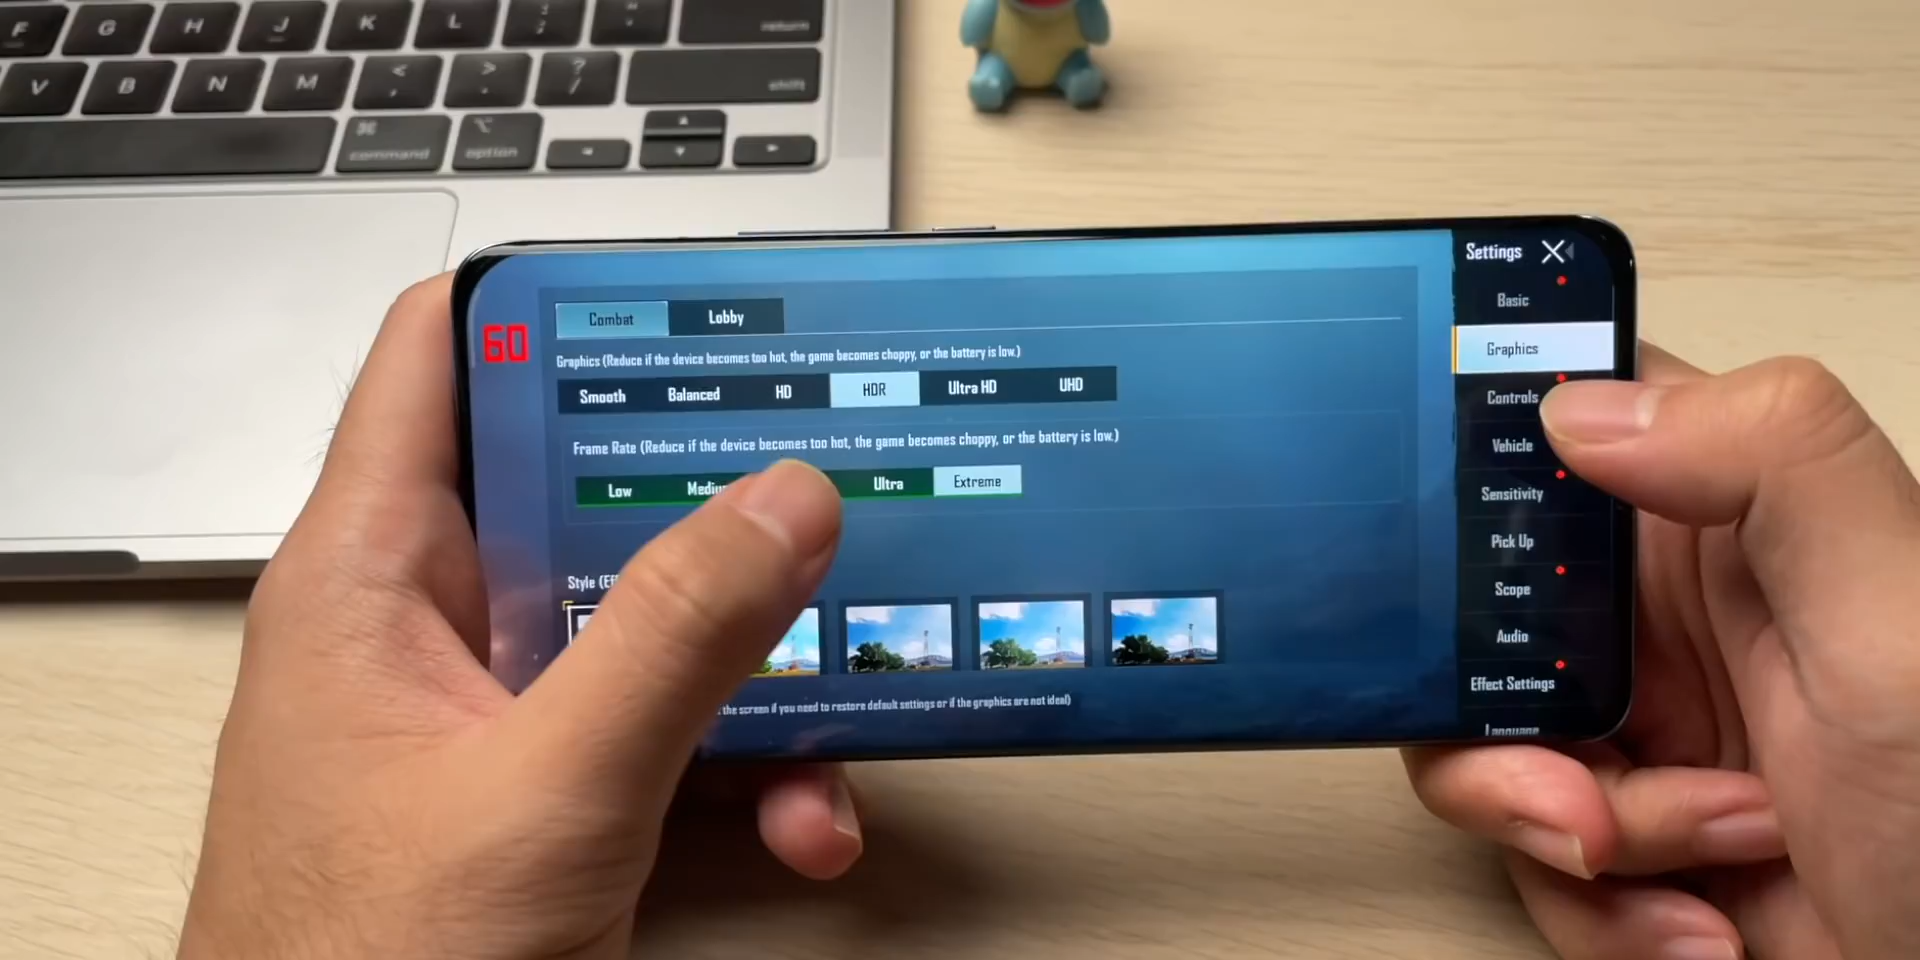 F G H J K L : ; " ' return
V B N M < , > . ? / shift
⌘ command ⌥ option
Settings
60
Combat Lobby
Graphics (Reduce if the device becomes too hot, the game becomes choppy, or the battery is low.)
Smooth Balanced HD HDR Ultra HD UHD
Frame Rate (Reduce if the device becomes too hot, the game becomes choppy, or the battery is low.)
Low Ultra Extreme
Style
the screen if you need to restore default settings or if the graphics are not ideal)
Basic
Graphics
Controls
Vehicle
Sensitivity
Pick Up
Scope
Audio
Effect Settings
Language